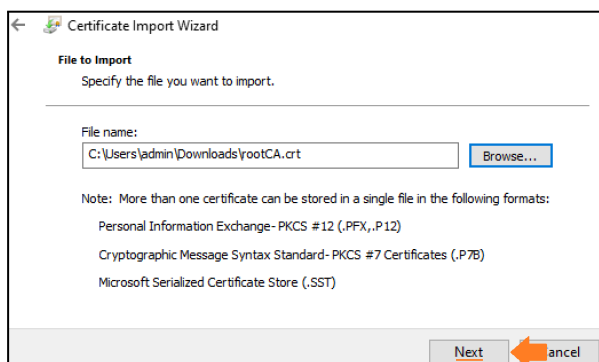 Certificate Import Wizard
File to Import
Specify the file you want to import.
File name:
C:\Users\admin\Downloads\rootCA.crt
Browse...
Note: More than one certificate can be stored in a single file in the following formats:
Personal Information Exchange- PKCS #12 (.PFX,.P12)
Cryptographic Message Syntax Standard- PKCS #7 Certificates (.P7B)
Microsoft Serialized Certificate Store (.SST)
Next
ancel